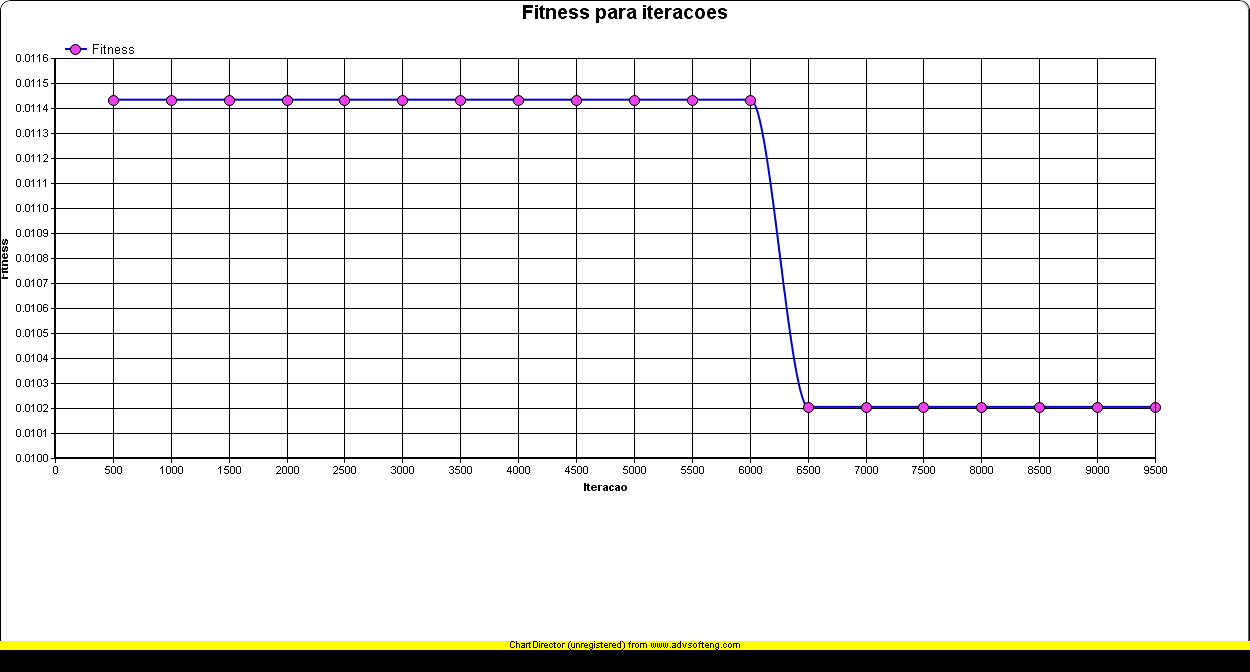 Fitness para iteracoes
Fitness
0.0116
0.0115
0.0114
0.0113
0.0112
0.0111
0.0110
0.0109
0.0108
0.0107
0.0106
0.0105
0.0104
0.0103
0.0102
0.0101
0.0100
Fitness
0 500 1000 1500 2000 2500 3000 3500 4000 4500 5000 5500 6000 6500 7000 7500 8000 8500 9000 9500
Iteracao
ChartDirector (unregistered) from www.advsofteng.com